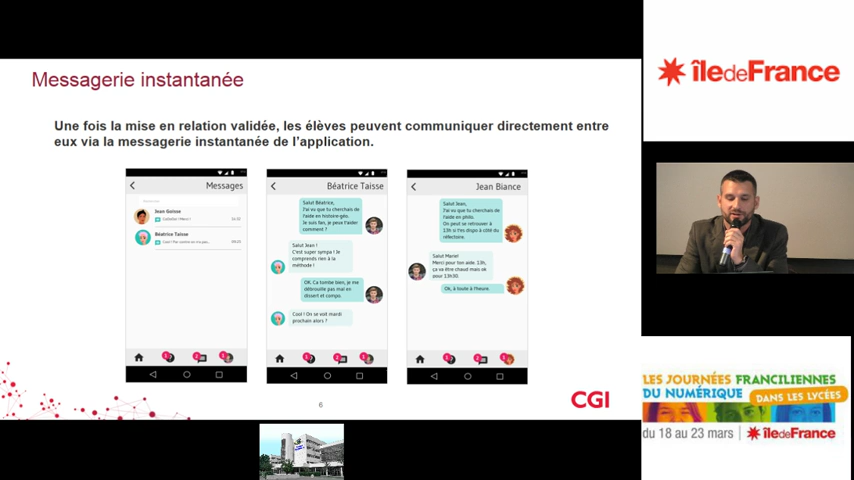 Messagerie instantanée
Une fois la mise en relation validée, les élèves peuvent communiquer directement entre
eux via la messagerie instantanée de l'application.
Messages
Jean Gaisse
Béatrice Taisse
Béatrice Taisse
Salut Béatrice,
J'ai vu que tu cherchais de
l'aide en histoire-géo.
Je suis fan, je peux t'aider
comment ?
Salut Jean !
C'est super sympa ! Je
comprends rien à la
méthode !
OK. Ca tombe bien, je me
débrouille pas mal en
dissert et compo.
Cool ! On se voit mardi
prochain alors ?
Jean Biance
Salut Jean,
J'ai vu que tu cherchais de
l'aide en philo.
On peut se retrouver à
13h si t'es dispo à côté du
réfectoire.
Salut Marie!
Merci pour ton aide. 13h,
ça va être chaud mais ok
pour 13h30.
Ok, à toute à l'heure.
6
CGI
îledeFrance
LES JOURNÉES FRANCILIENNES
DU NUMÉRIQUE DANS LES LYCÉES
du 18 au 23 mars | îledeFrance